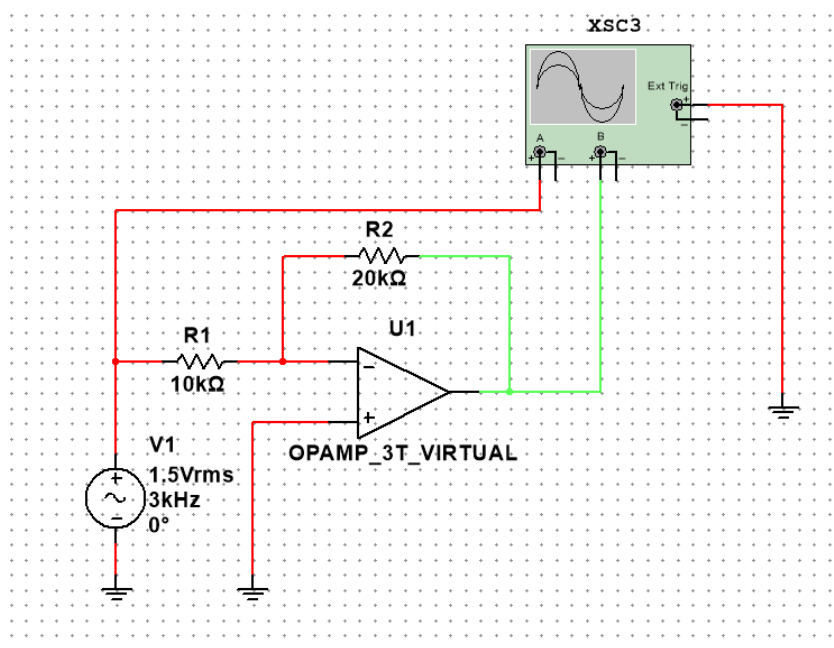 XSC3
Ext Trig
+
−
A
B
+ −
+ −
R2
20kΩ
U1
R1
10kΩ
−
+
OPAMP_3T_VIRTUAL
V1
+
−
1.5Vrms
3kHz
0°